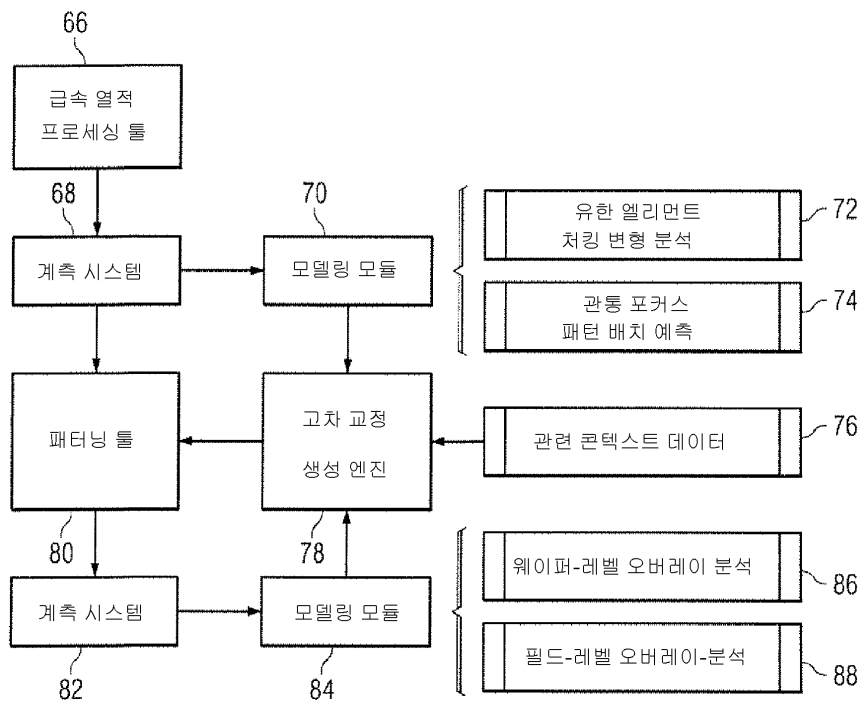 66
급속 열적
프로세싱 툴
68
계측 시스템
70
모델링 모듈
유한 엘리먼트
처킹 변형 분석
72
관통 포커스
패턴 배치 예측
74
패터닝 툴
80
고차 교정
생성 엔진
78
관련 콘텍스트 데이터
76
계측 시스템
82
모델링 모듈
84
웨이퍼-레벨 오버레이 분석
86
필드-레벨 오버레이-분석
88